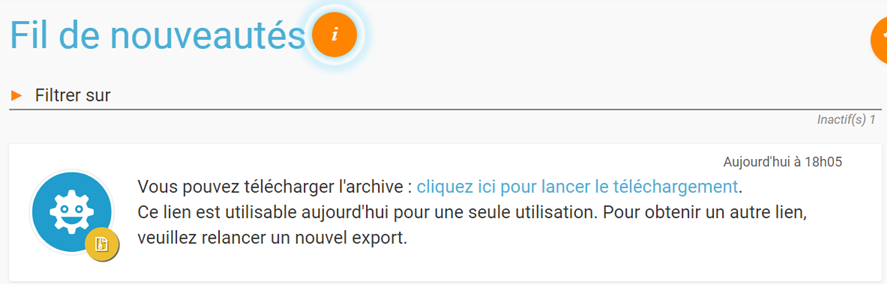 Fil de nouveautés
i
Filtrer sur
Inactif(s) 1
Aujourd'hui à 18h05
Vous pouvez télécharger l'archive : cliquez ici pour lancer le téléchargement.
Ce lien est utilisable aujourd'hui pour une seule utilisation. Pour obtenir un autre lien,
veuillez relancer un nouvel export.